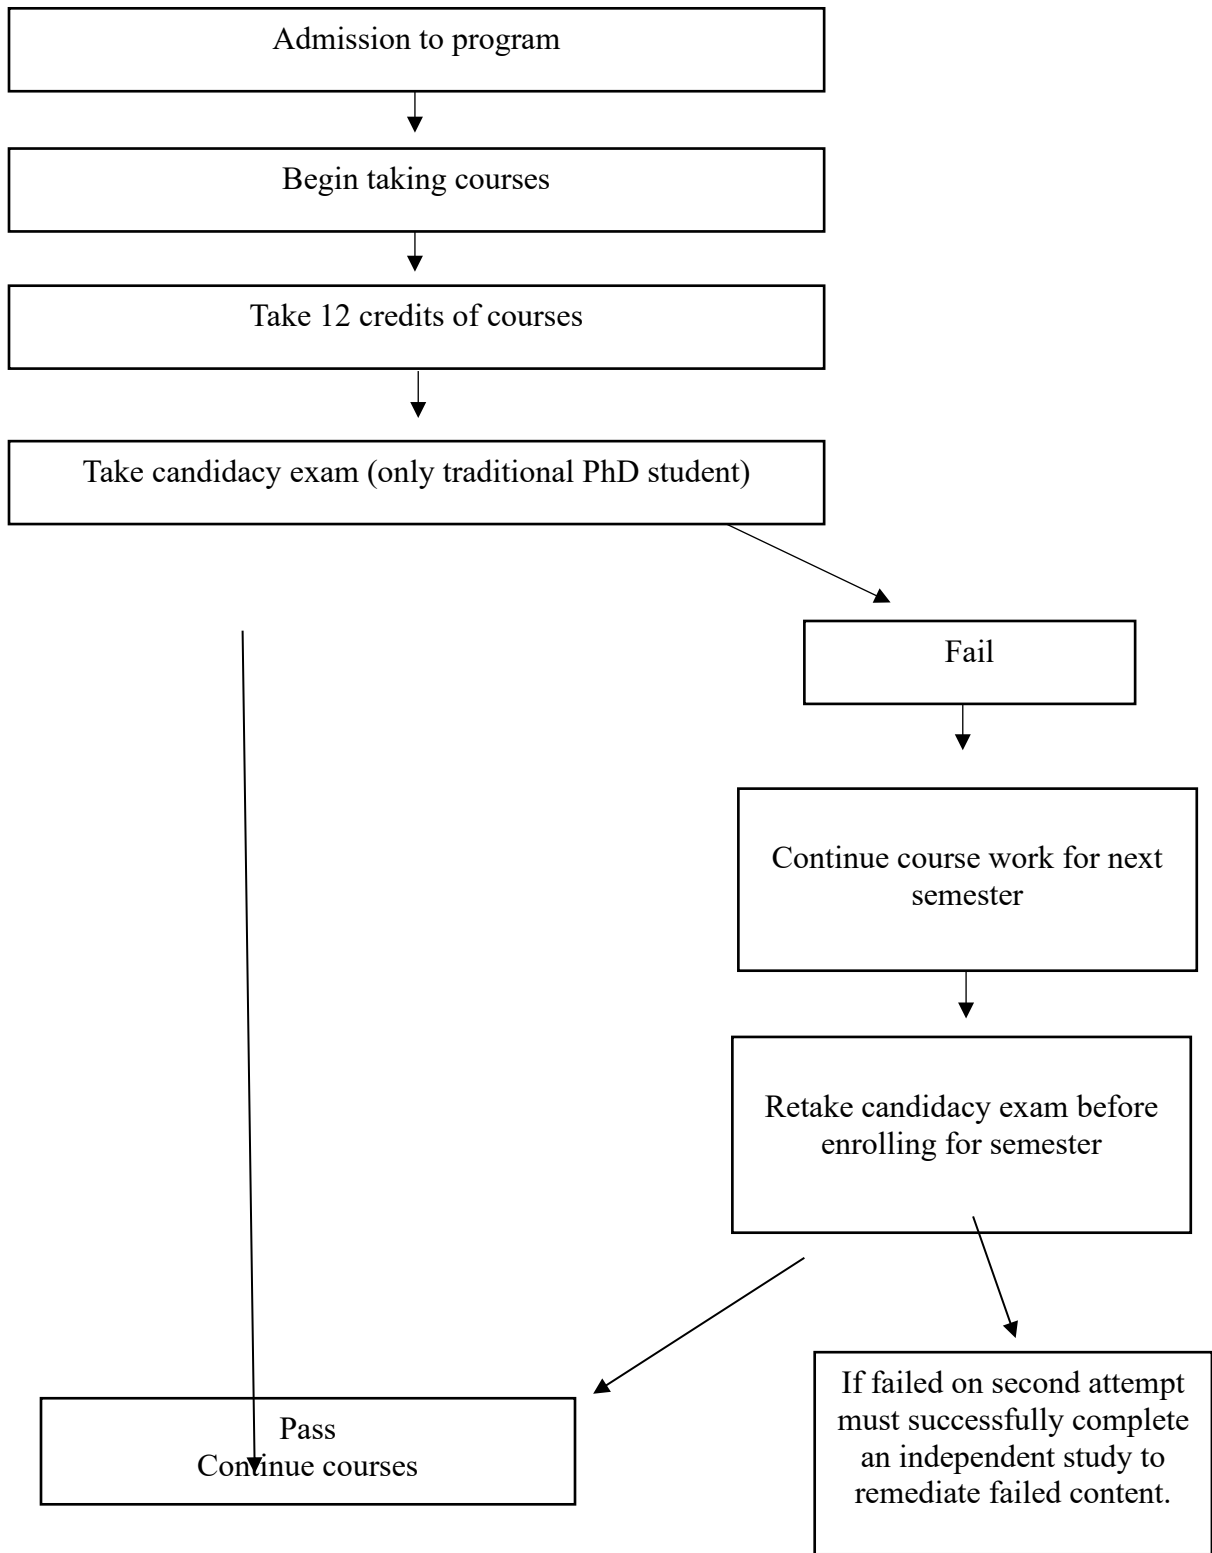 Admission to program
Begin taking courses
Take 12 credits of courses
Take candidacy exam (only traditional PhD student)
Fail
Continue course work for next
semester
Retake candidacy exam before
enrolling for semester
Pass
Continue courses
If failed on second attempt
must successfully complete
an independent study to
remediate failed content.